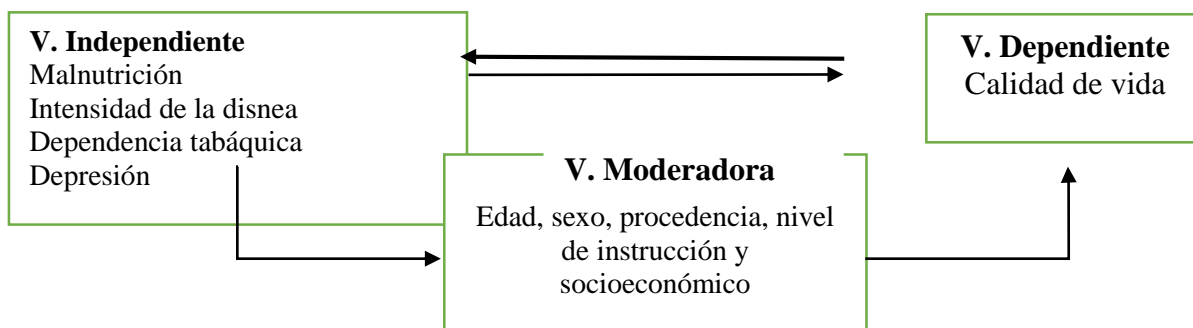 V. Independiente
Malnutrición
Intensidad de la disnea
Dependencia tabáquica
Depresión
V. Dependiente
Calidad de vida
V. Moderadora
Edad, sexo, procedencia, nivel
de instrucción y
socioeconómico